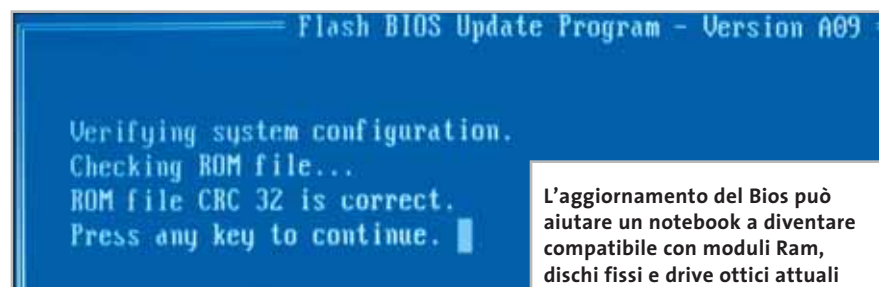 Flash BIOS Update Program - Version A09
Verifying system configuration.
Checking ROM file...
ROM file CRC 32 is correct.
Press any key to continue.
L'aggiornamento del Bios può
aiutare un notebook a diventare
compatibile con moduli Ram,
dischi fissi e drive ottici attuali